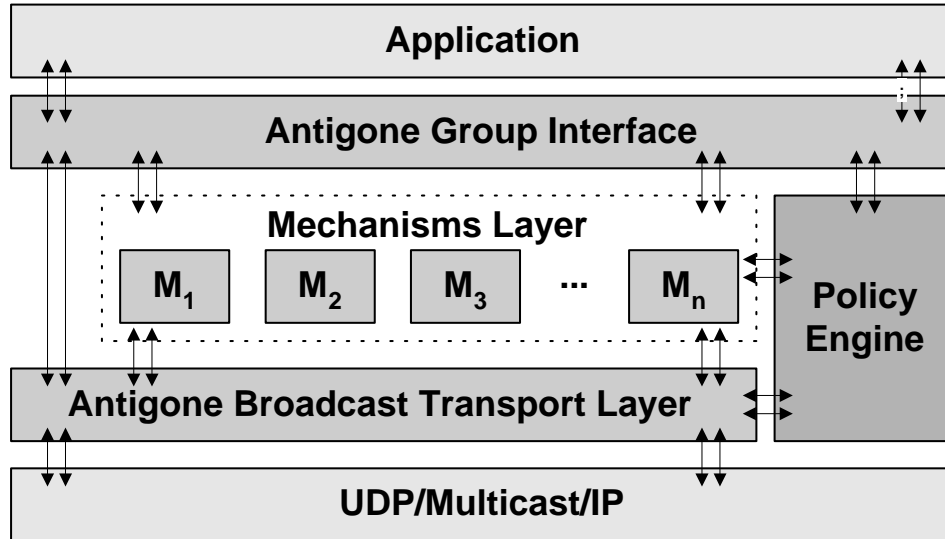 Application
;
Antigone Group Interface
Mechanisms Layer
M1 M2 M3 ... Mn
Policy
Engine
Antigone Broadcast Transport Layer
UDP/Multicast/IP